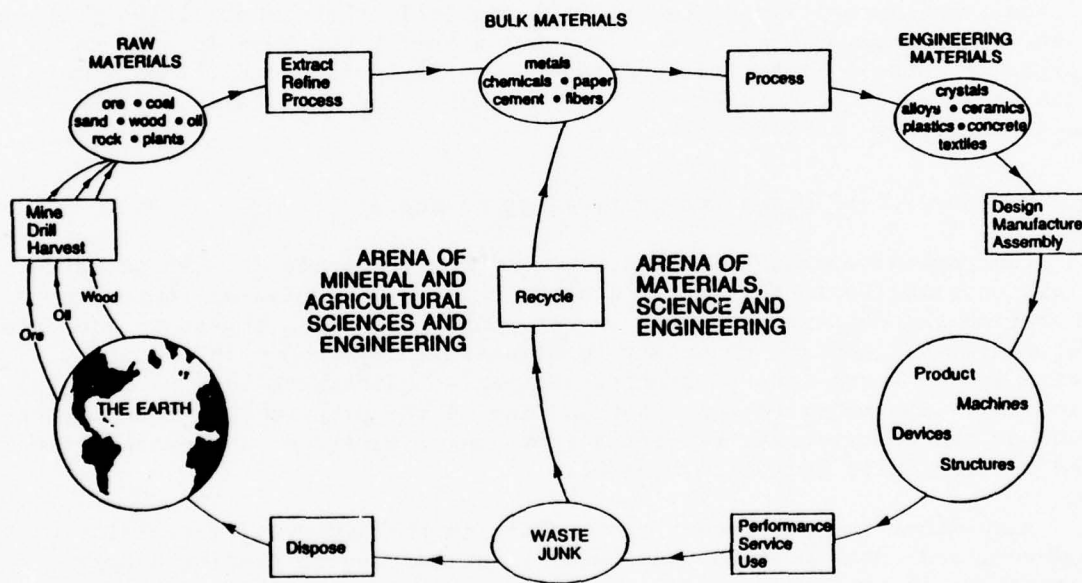 BULK MATERIALS
RAW
MATERIALS
ENGINEERING
MATERIALS
ore • coal
sand • wood • oil
rock • plants
Extract
Refine
Process
metals
chemicals • paper
cement • fibers
Process
crystals
alloys • ceramics
plastics • concrete
textiles
Mine
Drill
Harvest
Design
Manufacture
Assembly
Ore
Oil
Wood
ARENA OF
MINERAL AND
AGRICULTURAL
SCIENCES AND
ENGINEERING
Recycle
ARENA OF
MATERIALS,
SCIENCE AND
ENGINEERING
THE EARTH
Product
Machines
Devices
Structures
Dispose
WASTE
JUNK
Performance
Service
Use